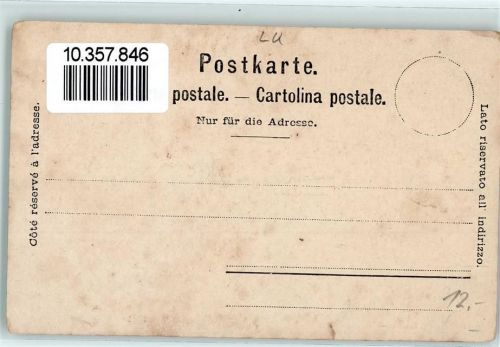 LU
10.357.846
Postkarte.
postale. — Cartolina postale.
Nur für die Adresse.
Côté réservé à l'adresse.
Lato riservato all indirizzo.
12.-